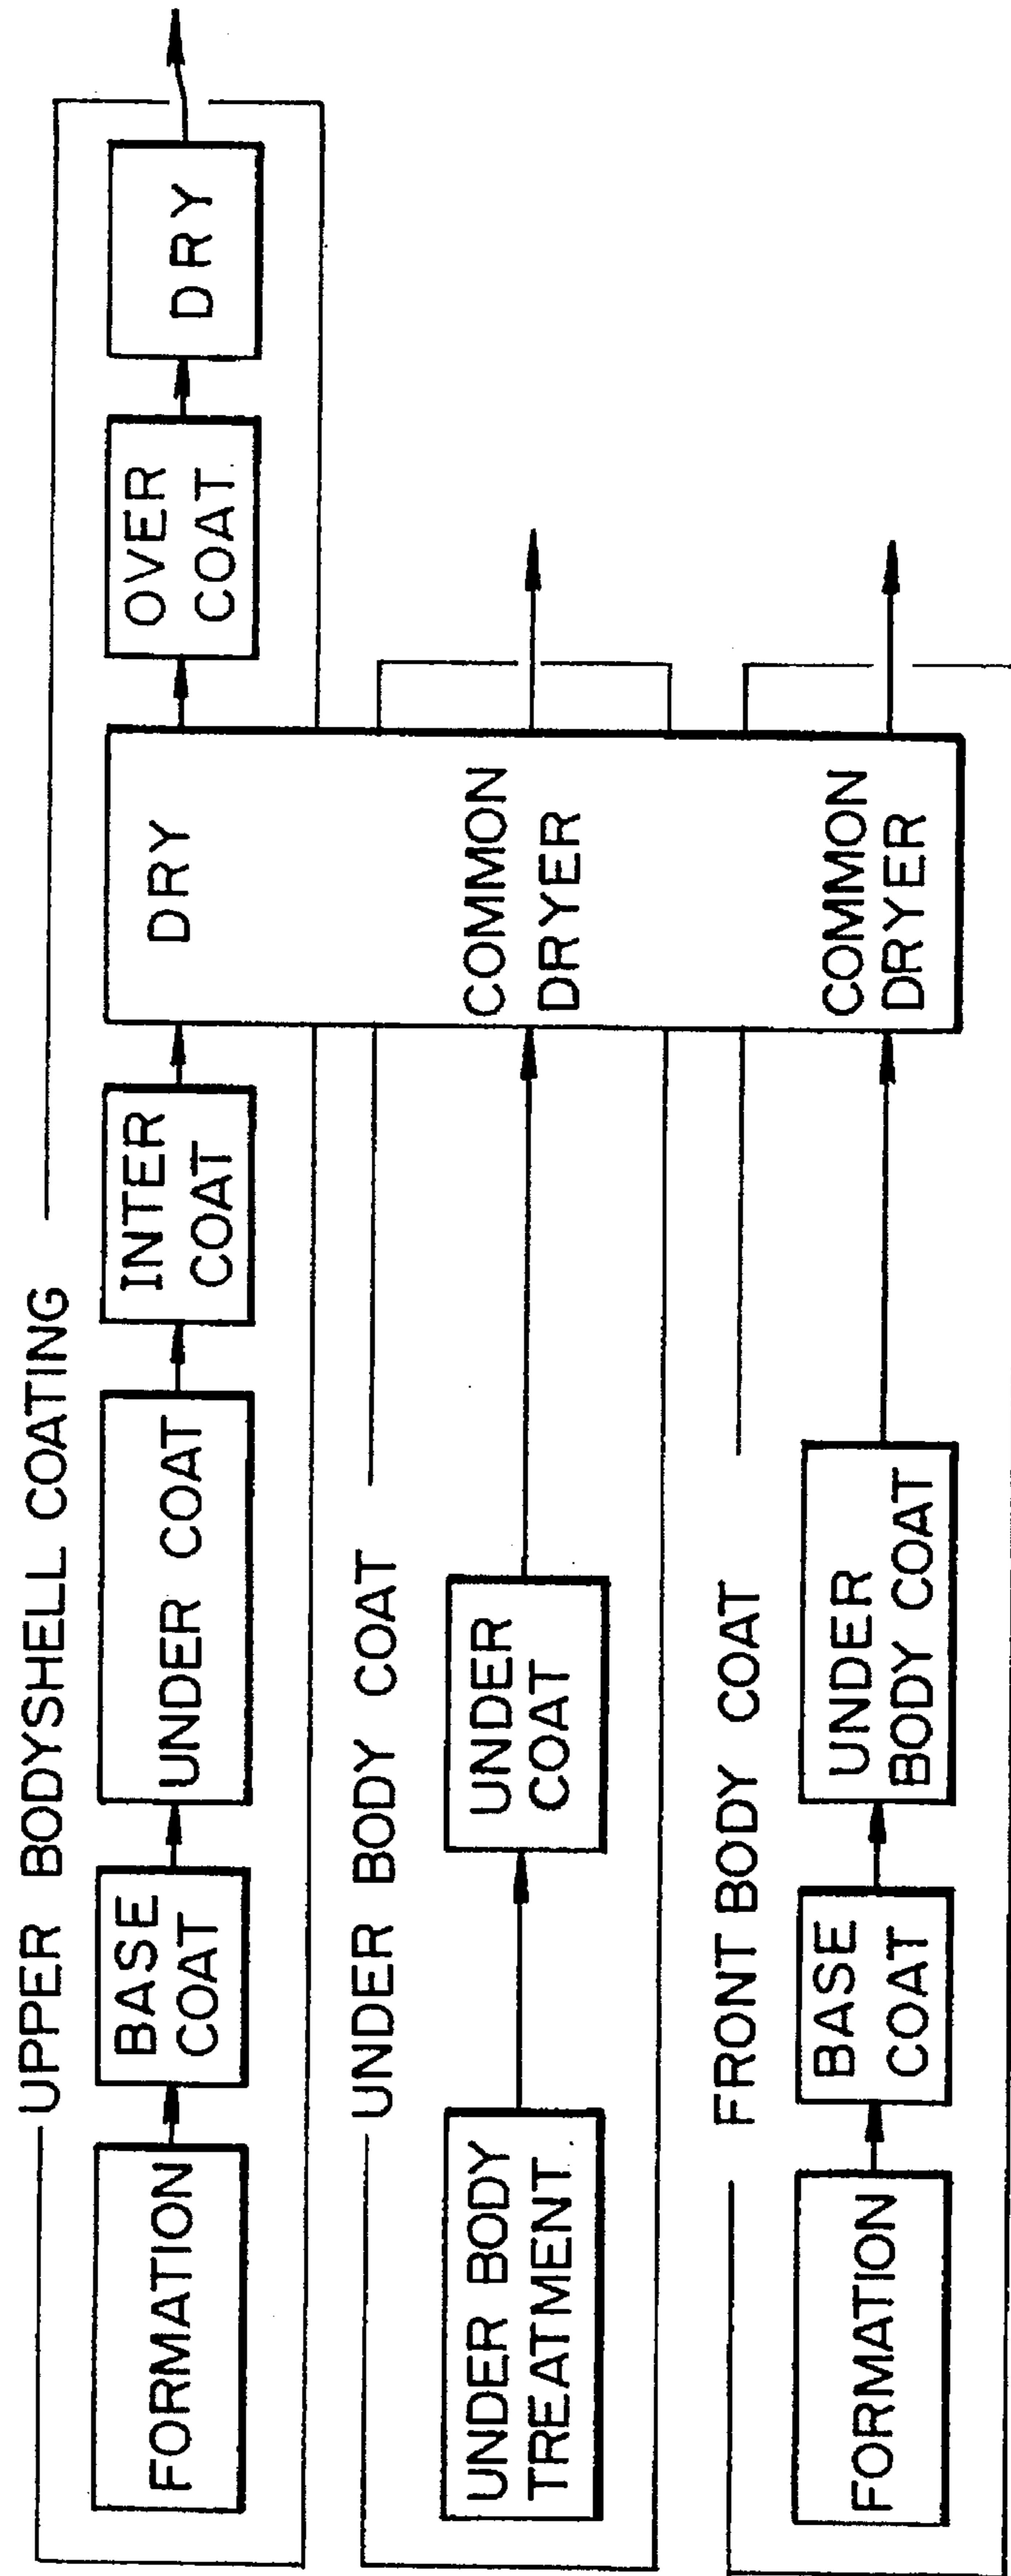 UPPER BODYSHELL COATING
FORMATION
BASE
COAT
UNDER COAT
INTER
COAT
DRY
OVER
COAT
DRY
UNDER BODY COAT
UNDER BODY
TREATMENT
UNDER
COAT
COMMON
DRYER
FRONT BODY COAT
FORMATION
BASE
COAT
UNDER
BODY COAT
COMMON
DRYER